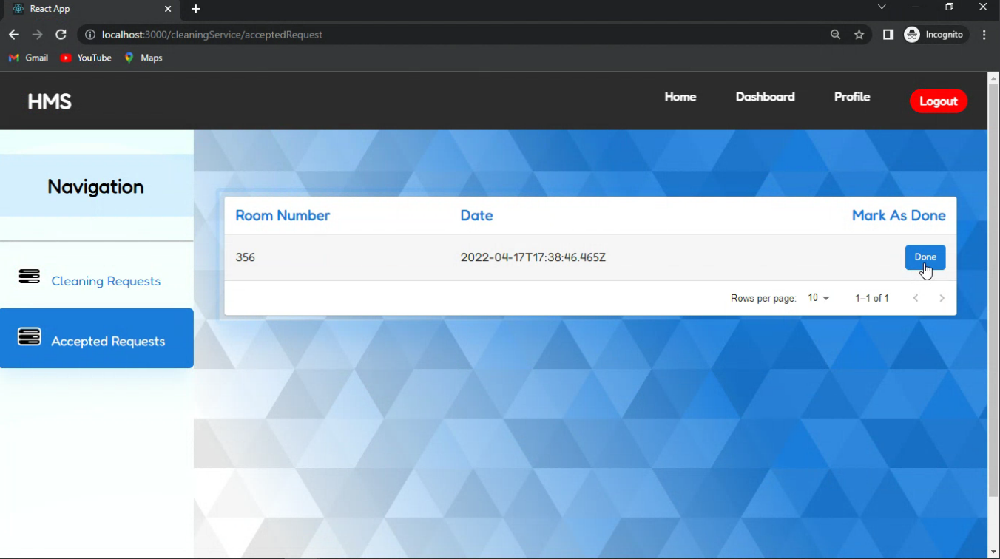 React App
localhost:3000/cleaningService/acceptedRequest
Incognito
Gmail YouTube Maps
HMS
Home Dashboard Profile Logout
Navigation
Cleaning Requests
Accepted Requests
Room Number Date Mark As Done
356 2022-04-17T17:38:46.465Z Done
Rows per page: 10 1–1 of 1